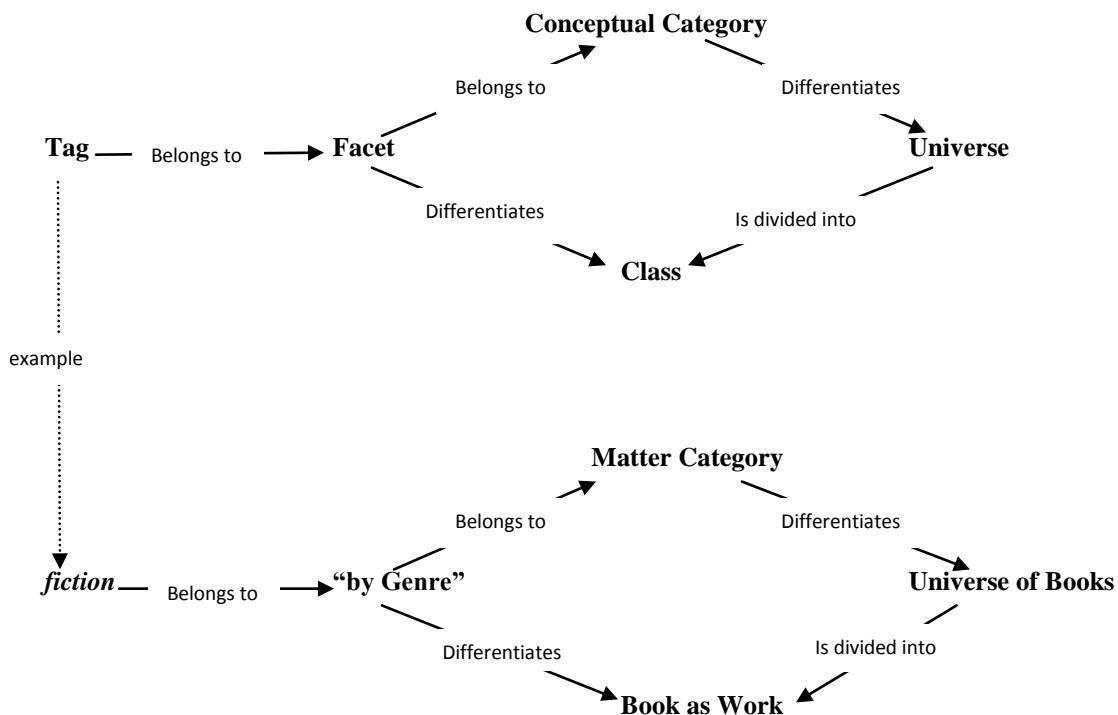 Conceptual Category
Belongs to
Differentiates
Tag
Belongs to
Facet
Universe
Differentiates
Is divided into
Class
example
Matter Category
Belongs to
Differentiates
fiction
Belongs to
“by Genre”
Universe of Books
Differentiates
Is divided into
Book as Work